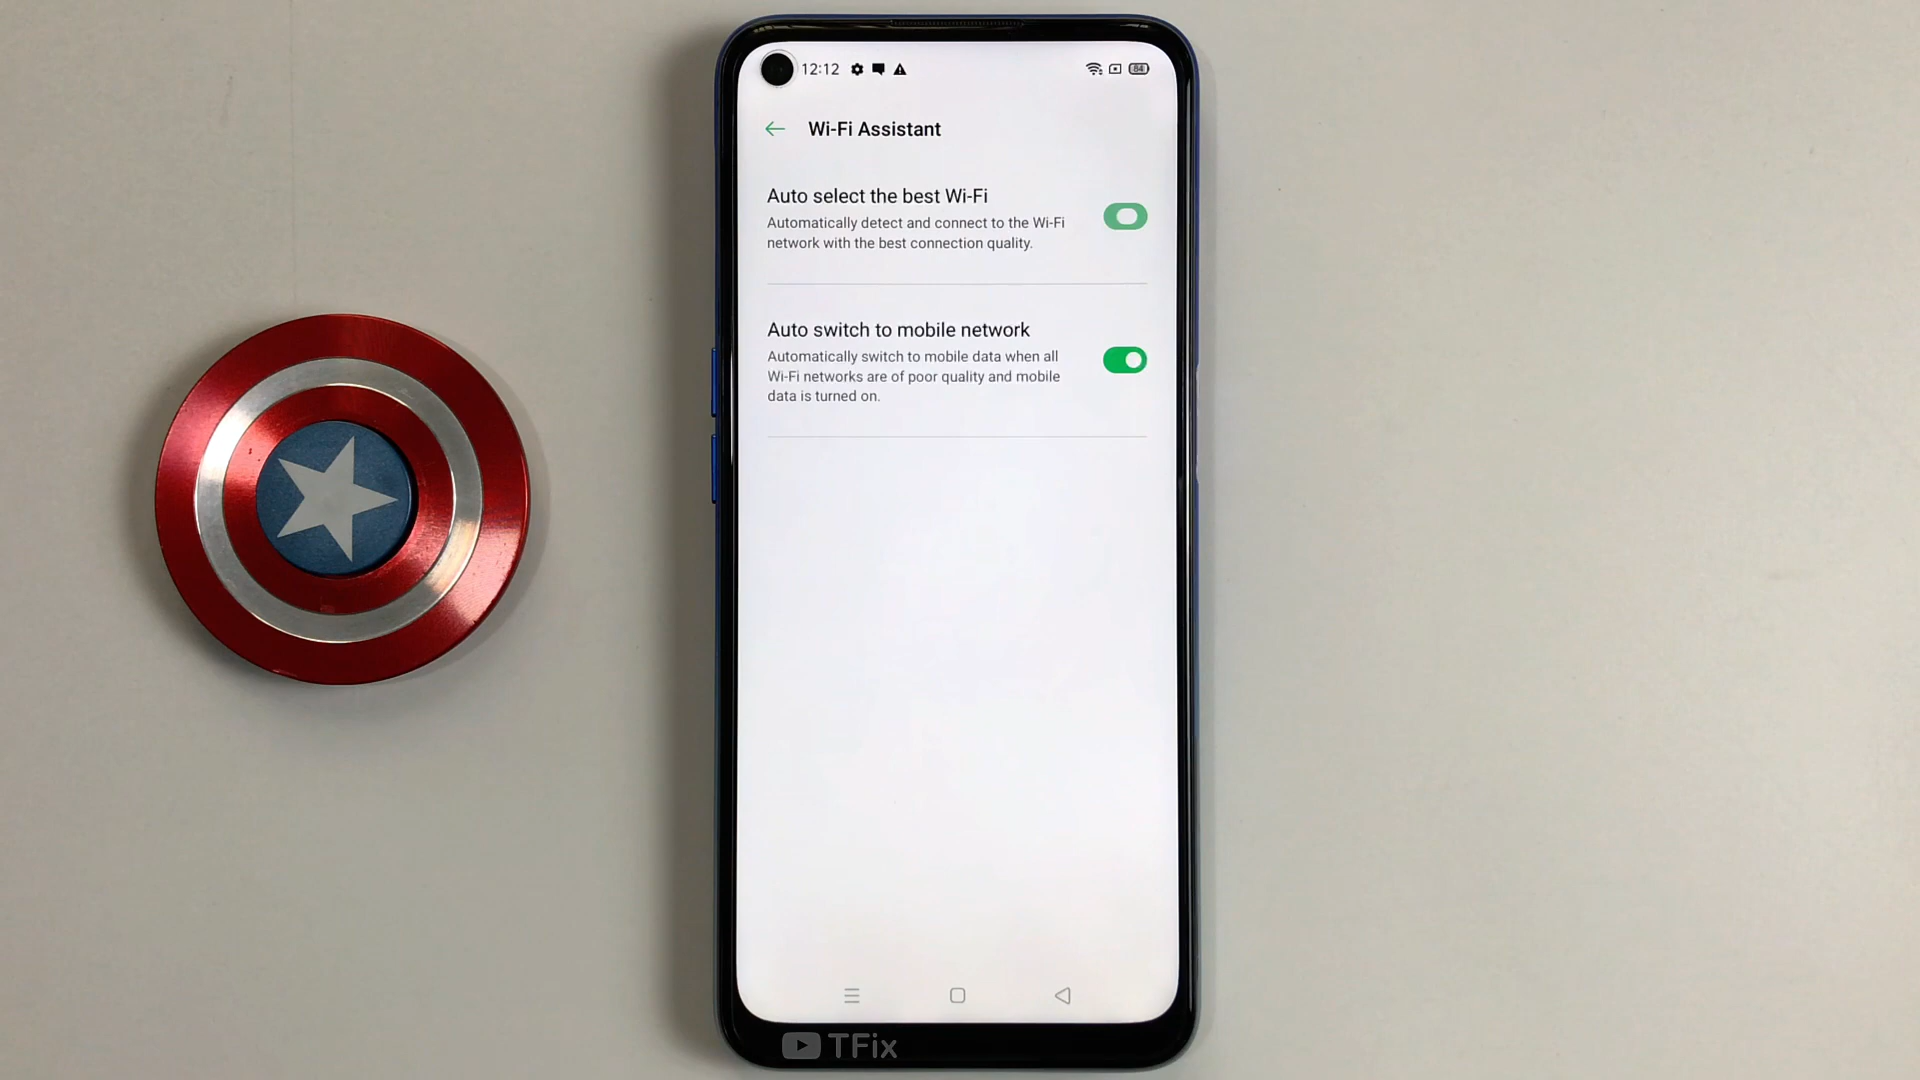 12:12
84
Wi-Fi Assistant
Auto select the best Wi-Fi
Automatically detect and connect to the Wi-Fi
network with the best connection quality.
Auto switch to mobile network
Automatically switch to mobile data when all
Wi-Fi networks are of poor quality and mobile
data is turned on.
TFix